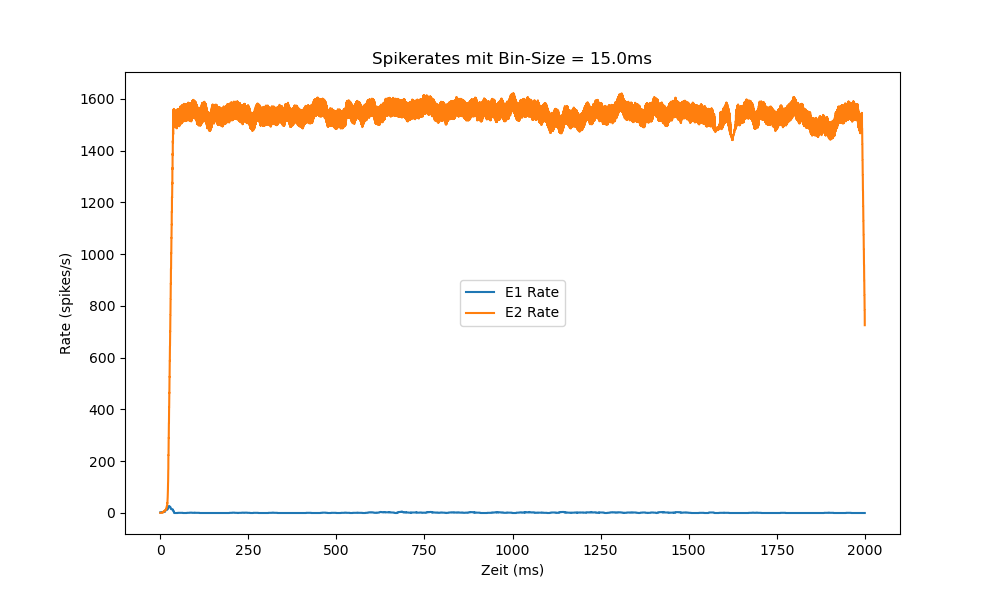 Spikerates mit Bin-Size = 15.0ms
1600
1400
1200
1000
800
600
400
200
0
Rate (spikes/s)
E1 Rate
E2 Rate
0 250 500 750 1000 1250 1500 1750 2000
Zeit (ms)